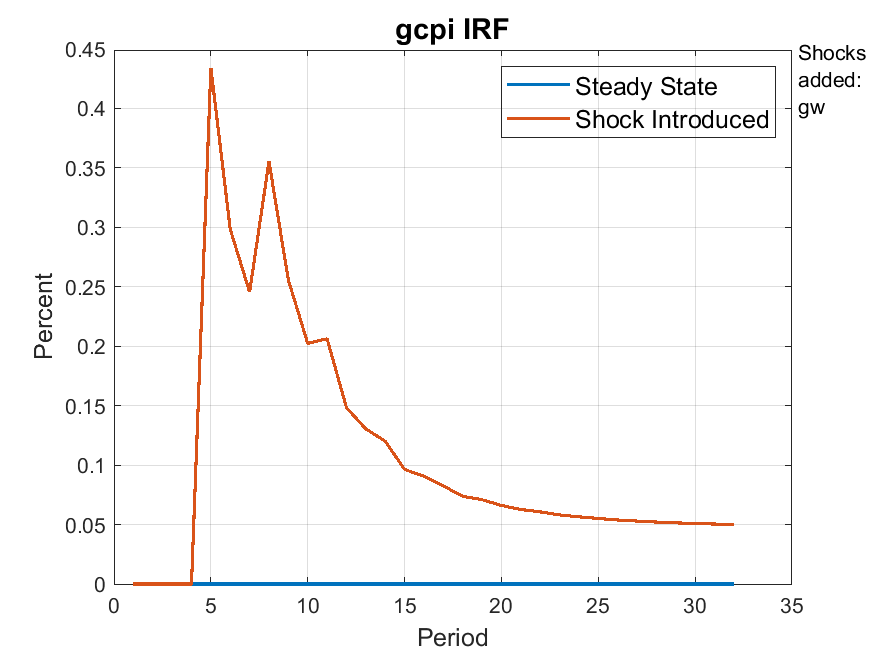 gcpi IRF
Shocks
added:
gw
Steady State
Shock Introduced
Percent
0.45
0.4
0.35
0.3
0.25
0.2
0.15
0.1
0.05
0
0 5 10 15 20 25 30 35
Period